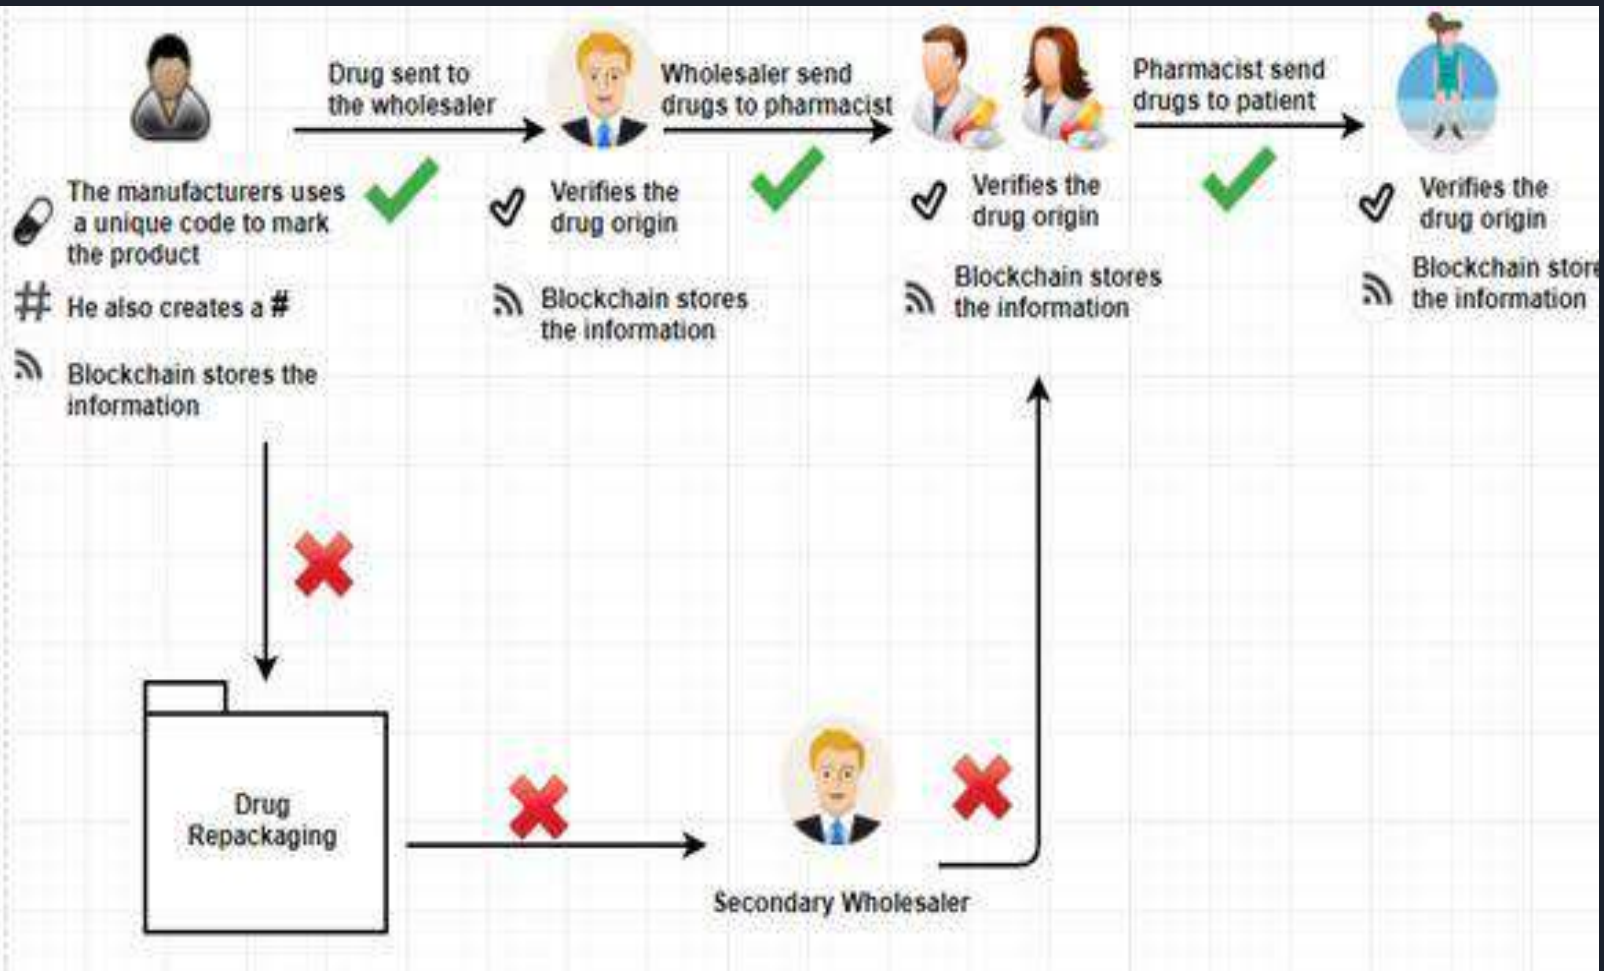 Drug sent to
the wholesaler
Wholesaler send
drugs to pharmacist
Pharmacist send
drugs to patient
The manufacturers uses
a unique code to mark
the product
# He also creates a #
Blockchain stores the
information
Verifies the
drug origin
Blockchain stores
the information
Verifies the
drug origin
Blockchain stores
the information
Verifies the
drug origin
Blockchain store
the information
Drug
Repackaging
Secondary Wholesaler